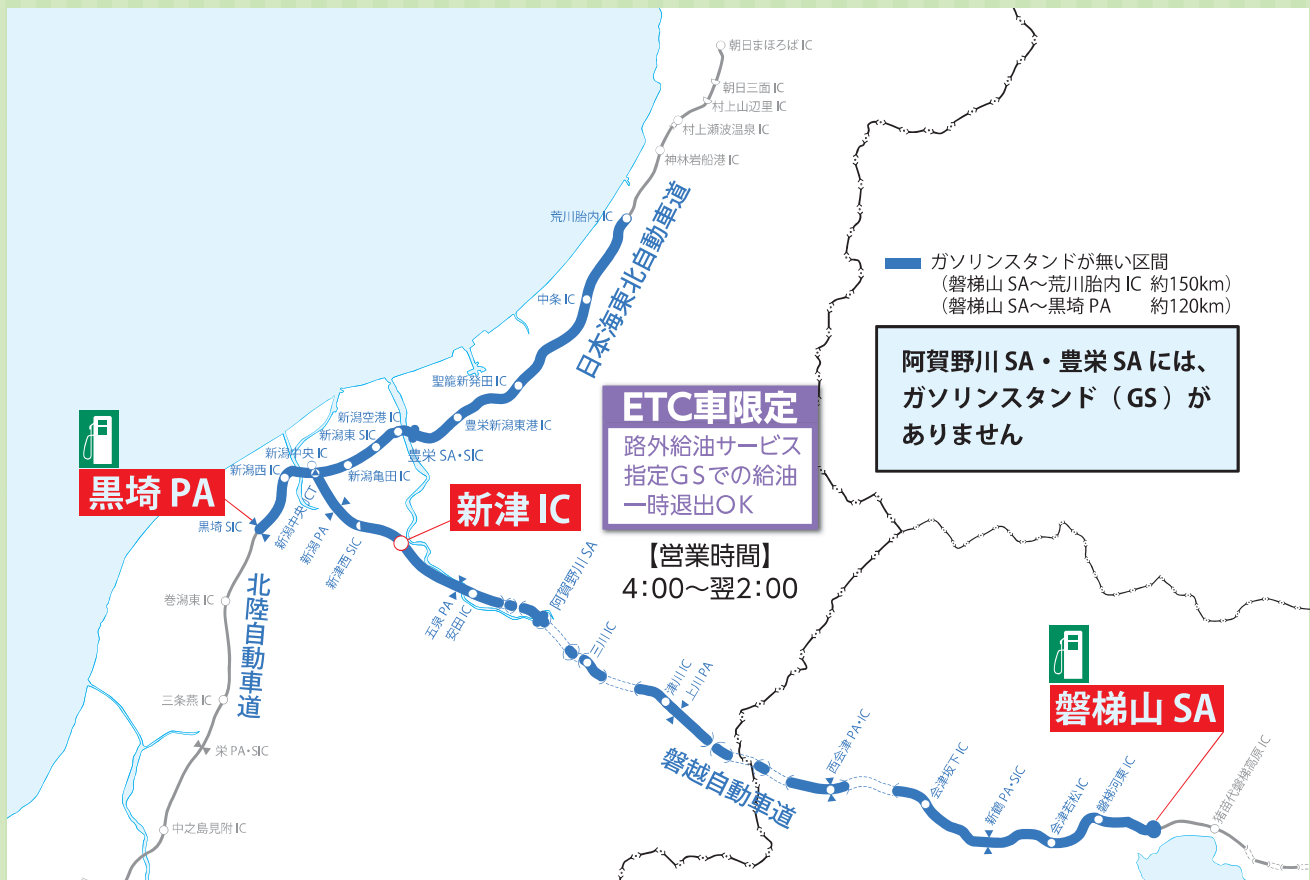 朝日まほろば IC
朝日三面 IC
村上山辺里 IC
村上瀬波温泉 IC
神林岩船港 IC
荒川胎内 IC
日本海東北自動車道
中条 IC
ガソリンスタンドが無い区間
（磐梯山 SA～荒川胎内 IC 約150km）
（磐梯山 SA～黒埼 PA 約120km）
阿賀野川 SA・豊栄 SA には、
ガソリンスタンド（ GS ）が
ありません
聖籠新発田 IC
ETC車限定
路外給油サービス
指定GSでの給油
一時退出OK
【営業時間】
4:00～翌2:00
新潟空港 IC
豊栄新潟東港 IC
新潟東 SIC
新潟中央 IC
豊栄 SA・SIC
新潟西 IC
新潟亀田 IC
黒埼 PA
新津 IC
黒埼 SIC
新潟中央 JCT
新潟 PA
新津西 SIC
阿賀野川 SA
北陸自動車道
巻潟東 IC
五泉 PA
安田 IC
三川 IC
三条燕 IC
津川 IC
上川 PA
磐梯山 SA
栄 PA・SIC
磐越自動車道
西会津 PA・IC
会津坂下 IC
新鶴 PA・SIC
会津若松 IC
磐梯河東 IC
猪苗代磐梯高原 IC
中之島見附 IC